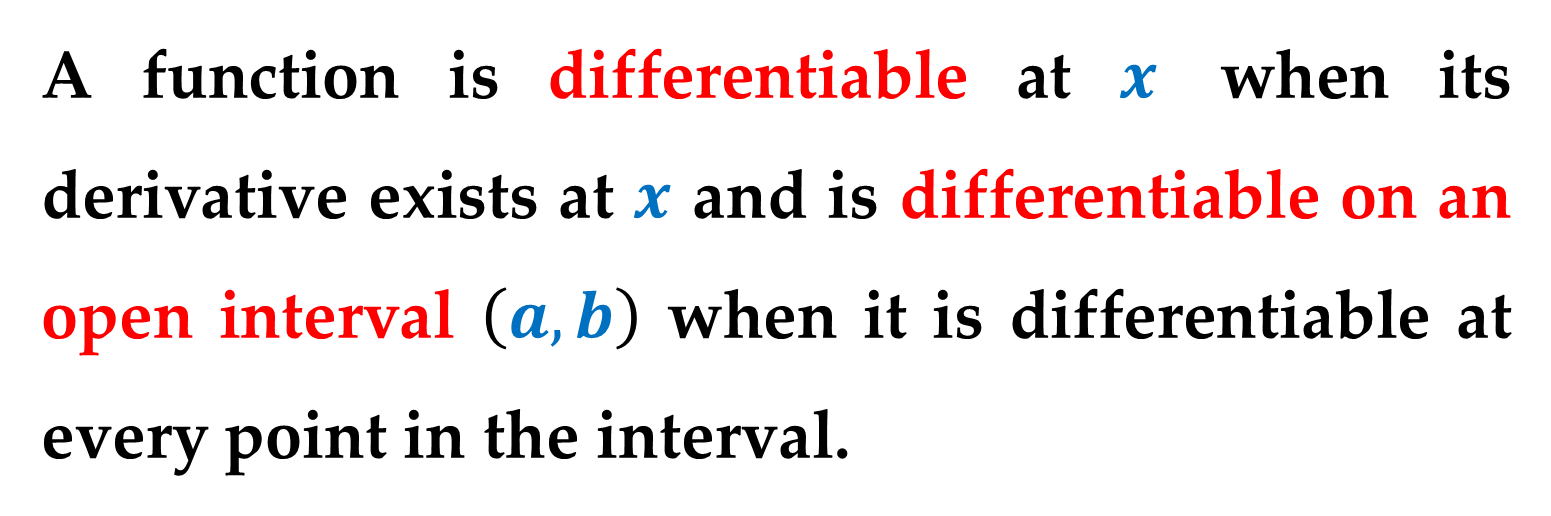 A function is differentiable at x when its
derivative exists at x and is differentiable on an
open interval (a, b) when it is differentiable at
every point in the interval.